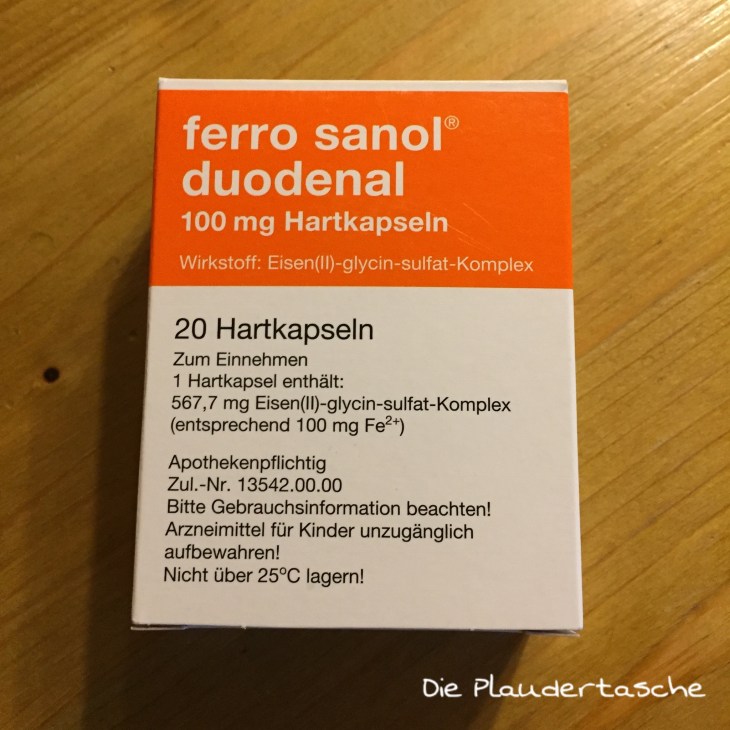 ferro sanol®
duodenal
100 mg Hartkapseln
Wirkstoff: Eisen(II)-glycin-sulfat-Komplex
20 Hartkapseln
Zum Einnehmen
1 Hartkapsel enthält:
567,7 mg Eisen(II)-glycin-sulfat-Komplex
(entsprechend 100 mg Fe²⁺)
Apothekenpflichtig
Zul.-Nr. 13542.00.00
Bitte Gebrauchsinformation beachten!
Arzneimittel für Kinder unzugänglich
aufbewahren!
Nicht über 25°C lagern!
Die Plaudertasche